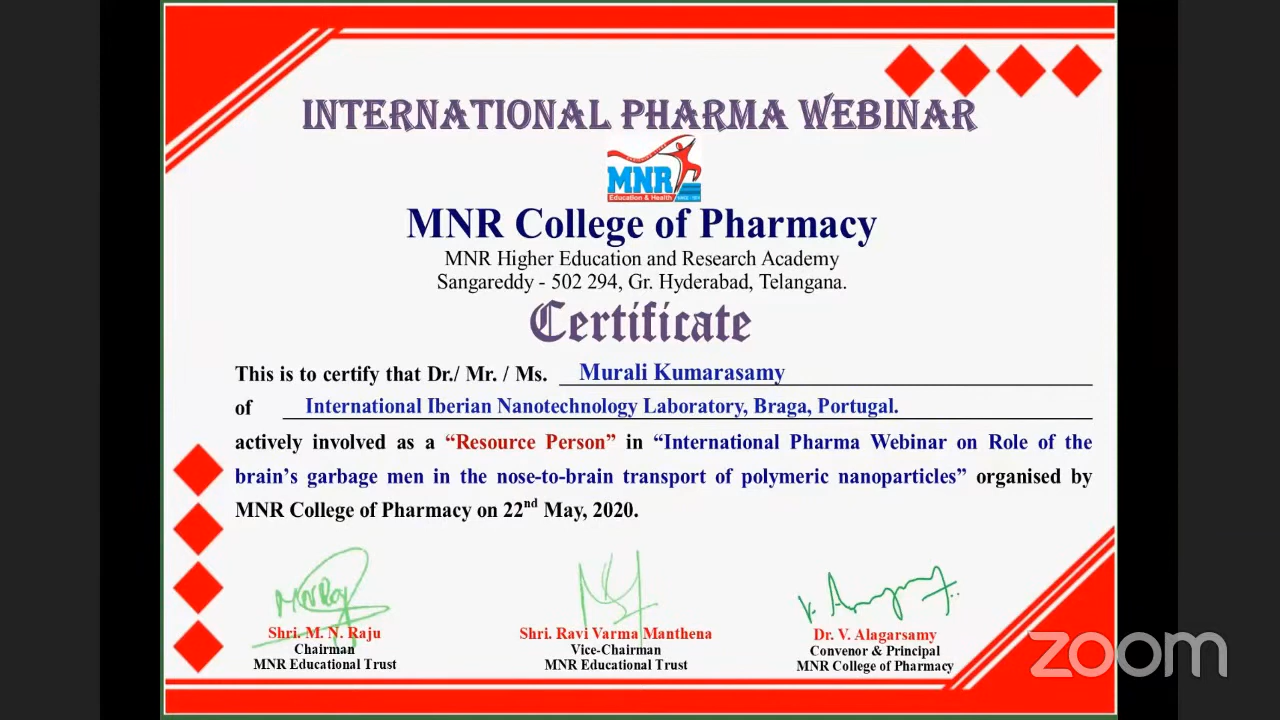 INTERNATIONAL PHARMA WEBINAR
MNR
Education & Health
MNR College of Pharmacy
MNR Higher Education and Research Academy
Sangareddy - 502 294, Gr. Hyderabad, Telangana.
Certificate
This is to certify that Dr./ Mr. / Ms. Murali Kumarasamy
of International Iberian Nanotechnology Laboratory, Braga, Portugal.
actively involved as a “Resource Person” in “International Pharma Webinar on Role of the
brain’s garbage men in the nose-to-brain transport of polymeric nanoparticles” organised by
MNR College of Pharmacy on 22nd May, 2020.
Shri. M. N. Raju
Chairman
MNR Educational Trust
Shri. Ravi Varma Manthena
Vice-Chairman
MNR Educational Trust
V. Alagarsamy
Dr. V. Alagarsamy
Convenor & Principal
MNR College of Pharmacy
zoom